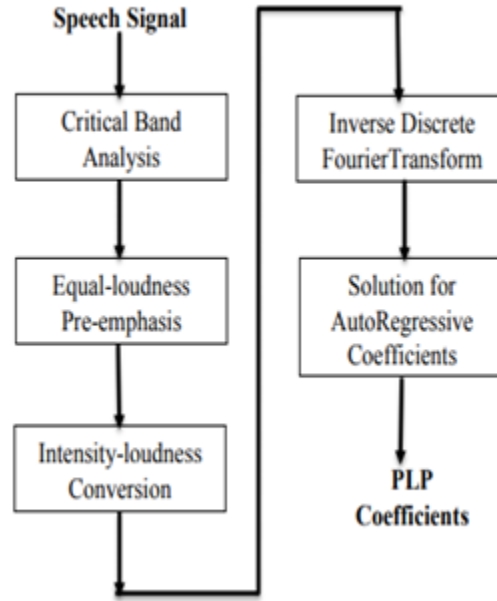 Speech Signal
Critical Band
Analysis
Equal-loudness
Pre-emphasis
Intensity-loudness
Conversion
Inverse Discrete
FourierTransform
Solution for
AutoRegressive
Coefficients
PLP
Coefficients